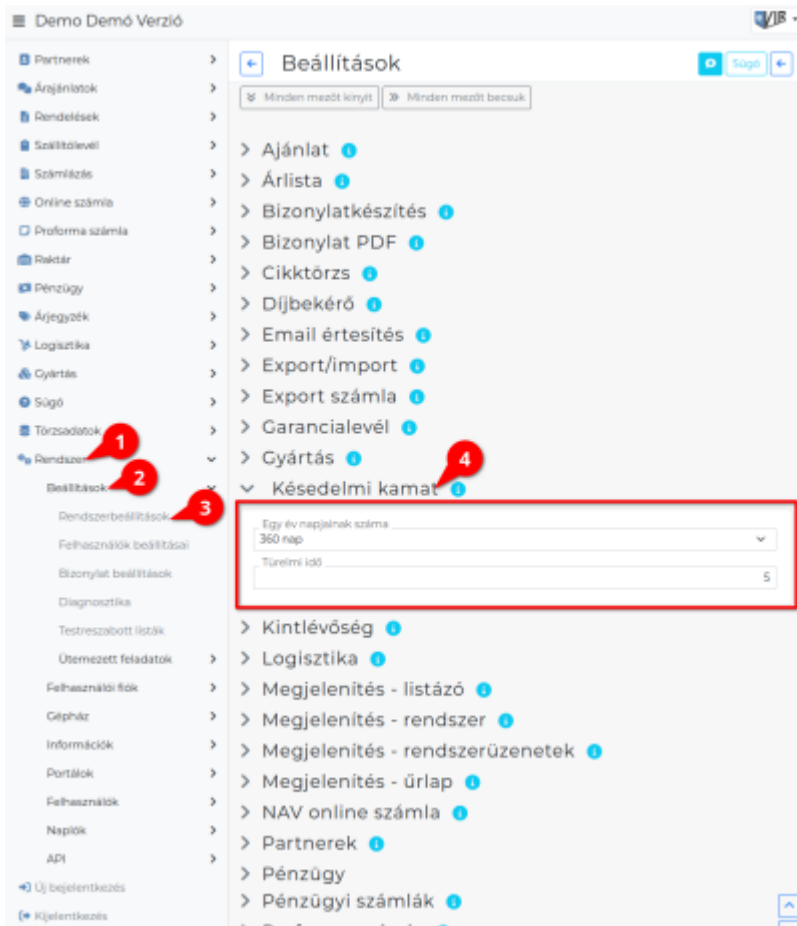 Demo Demó Verzió
VIR
Partnerek
Árajánlatok
Rendelések
Szállítólevél
Számlázás
Online számla
Proforma számla
Raktár
Pénzügy
Árjegyzék
Logisztika
Gyártás
Súgó
Törzsadatok
1
Rendszer
2
Beállítások
3
Rendszerbeállítások
Felhasználók beállításai
Bizonylat beállítások
Diagnosztika
Testreszabott listák
Ütemezett feladatok
Felhasználói fiók
Gépház
Információk
Portálok
Felhasználók
Naplók
API
Új bejelentkezés
Kijelentkezés
Beállítások
Súgó
Minden mezőt kinyit
Minden mezőt becsuk
Ajánlat
Árlista
Bizonylatkészítés
Bizonylat PDF
Cikktörzs
Díjbekérő
Email értesítés
Export/import
Export számla
Garancialevél
Gyártás
4
Késedelmi kamat
Egy év napjainak száma
360 nap
Türelmi idő
5
Kintlévőség
Logisztika
Megjelenítés - listázó
Megjelenítés - rendszer
Megjelenítés - rendszerüzenetek
Megjelenítés - űrlap
NAV online számla
Partnerek
Pénzügy
Pénzügyi számlák